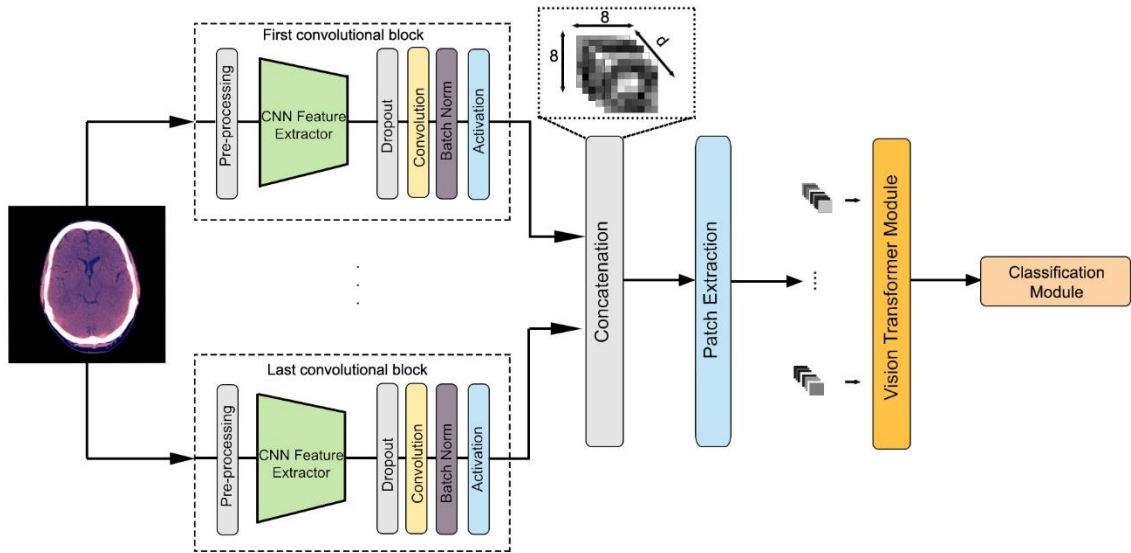 First convolutional block
Pre-processing
CNN Feature
Extractor
Dropout
Convolution
Batch Norm
Activation
8
8
d
Concatenation
Patch Extraction
Vision Transformer Module
Classification
Module
Last convolutional block
Pre-processing
CNN Feature
Extractor
Dropout
Convolution
Batch Norm
Activation